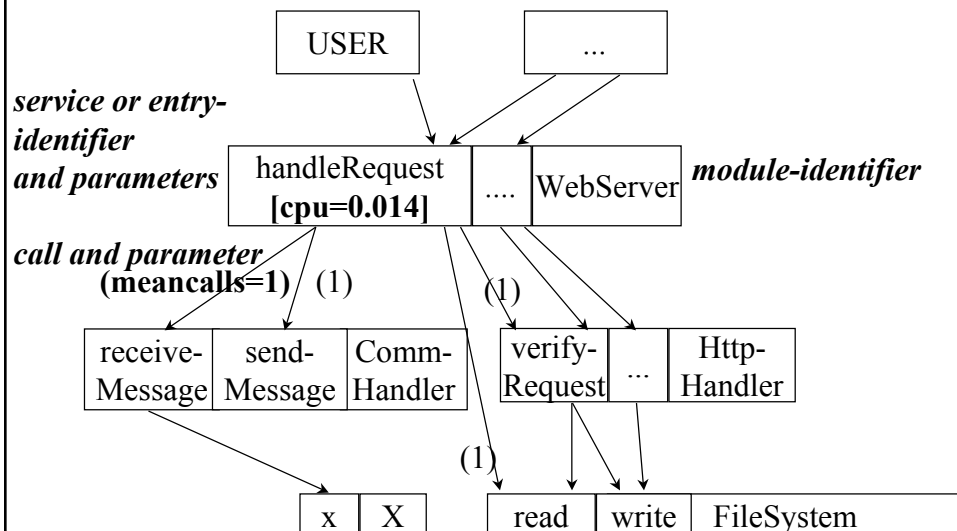 USER
...
service or entry-
identifier
and parameters
handleRequest
[cpu=0.014]
....
WebServer
module-identifier
call and parameter
(meancalls=1)
(1)
(1)
receive-
Message
send-
Message
Comm-
Handler
verify-
Request
...
Http-
Handler
(1)
x
X
read
write
FileSystem